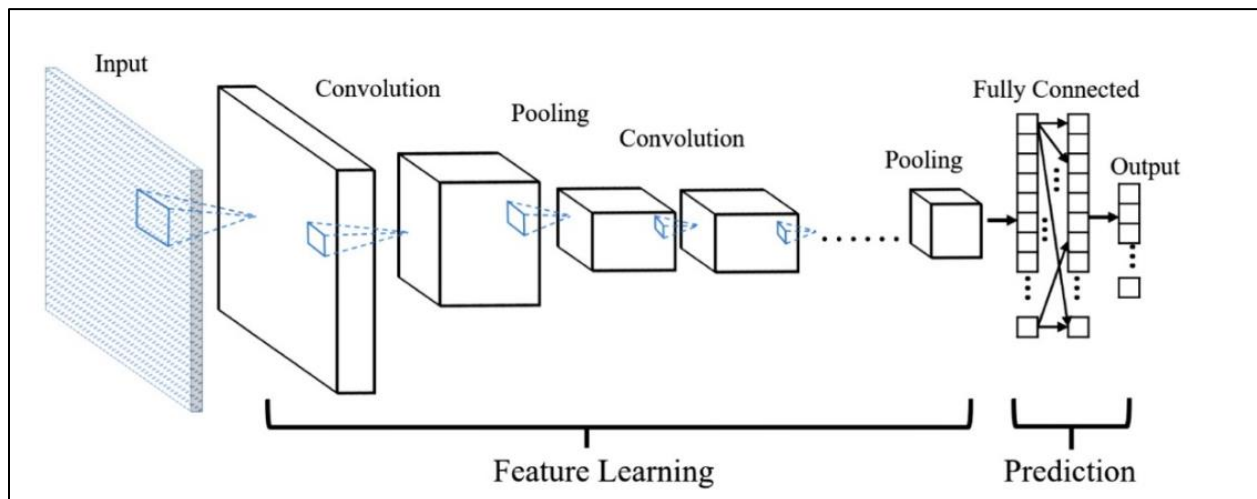 Input
Convolution
Pooling
Convolution
Pooling
Fully Connected
Output
Feature Learning
Prediction